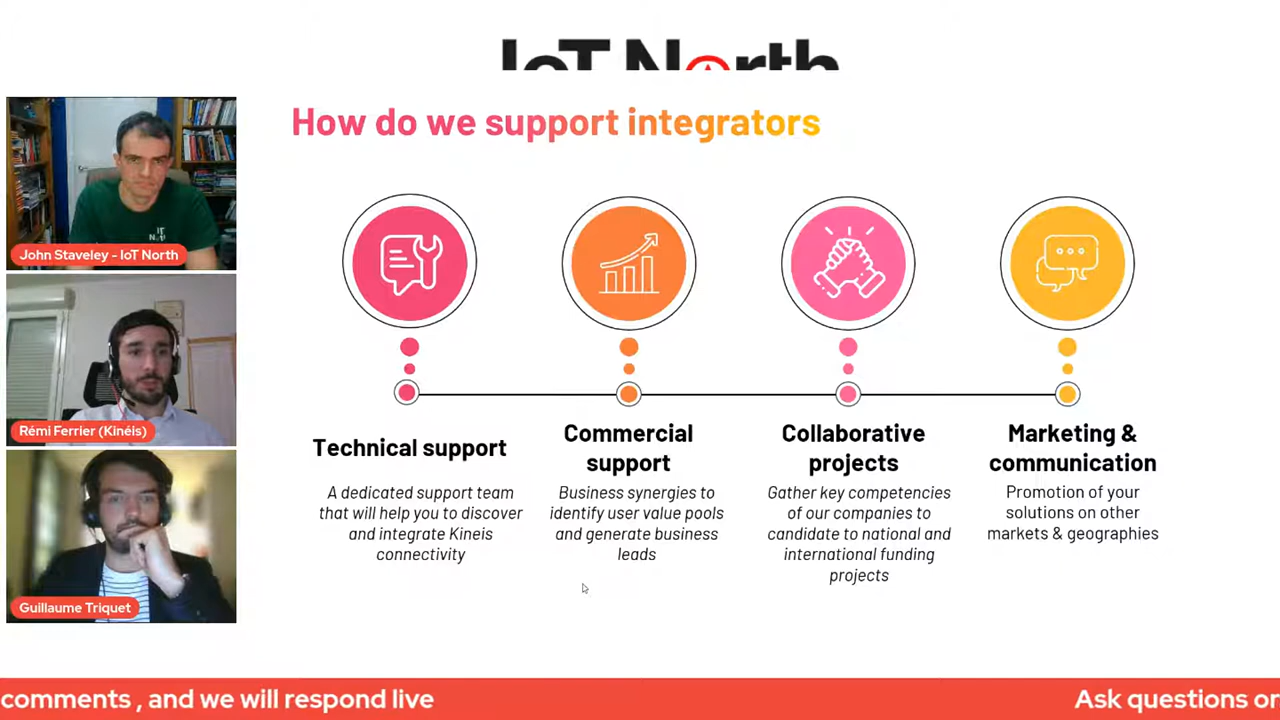 IoT North
How do we support integrators
John Staveley - IoT North
Rémi Ferrier (Kinéis)
Guillaume Triquet
Technical support
A dedicated support team
that will help you to discover
and integrate Kineis
connectivity
Commercial
support
Business synergies to
identify user value pools
and generate business
leads
Collaborative
projects
Gather key competencies
of our companies to
candidate to national and
international funding
projects
Marketing &
communication
Promotion of your
solutions on other
markets & geographies
comments , and we will respond live
Ask questions or